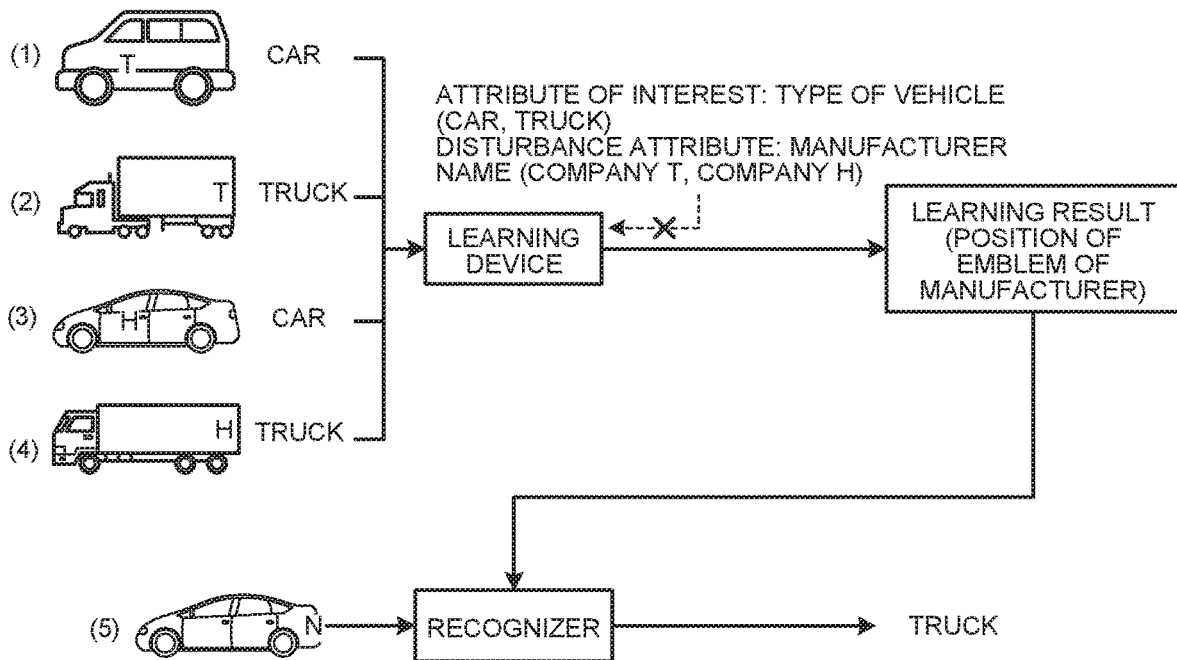 (1)
T
CAR
(2)
T
TRUCK
(3)
H
CAR
(4)
H
TRUCK
ATTRIBUTE OF INTEREST: TYPE OF VEHICLE
(CAR, TRUCK)
DISTURBANCE ATTRIBUTE: MANUFACTURER
NAME (COMPANY T, COMPANY H)
LEARNING
DEVICE
LEARNING RESULT
(POSITION OF
EMBLEM OF
MANUFACTURER)
(5)
N
RECOGNIZER
TRUCK